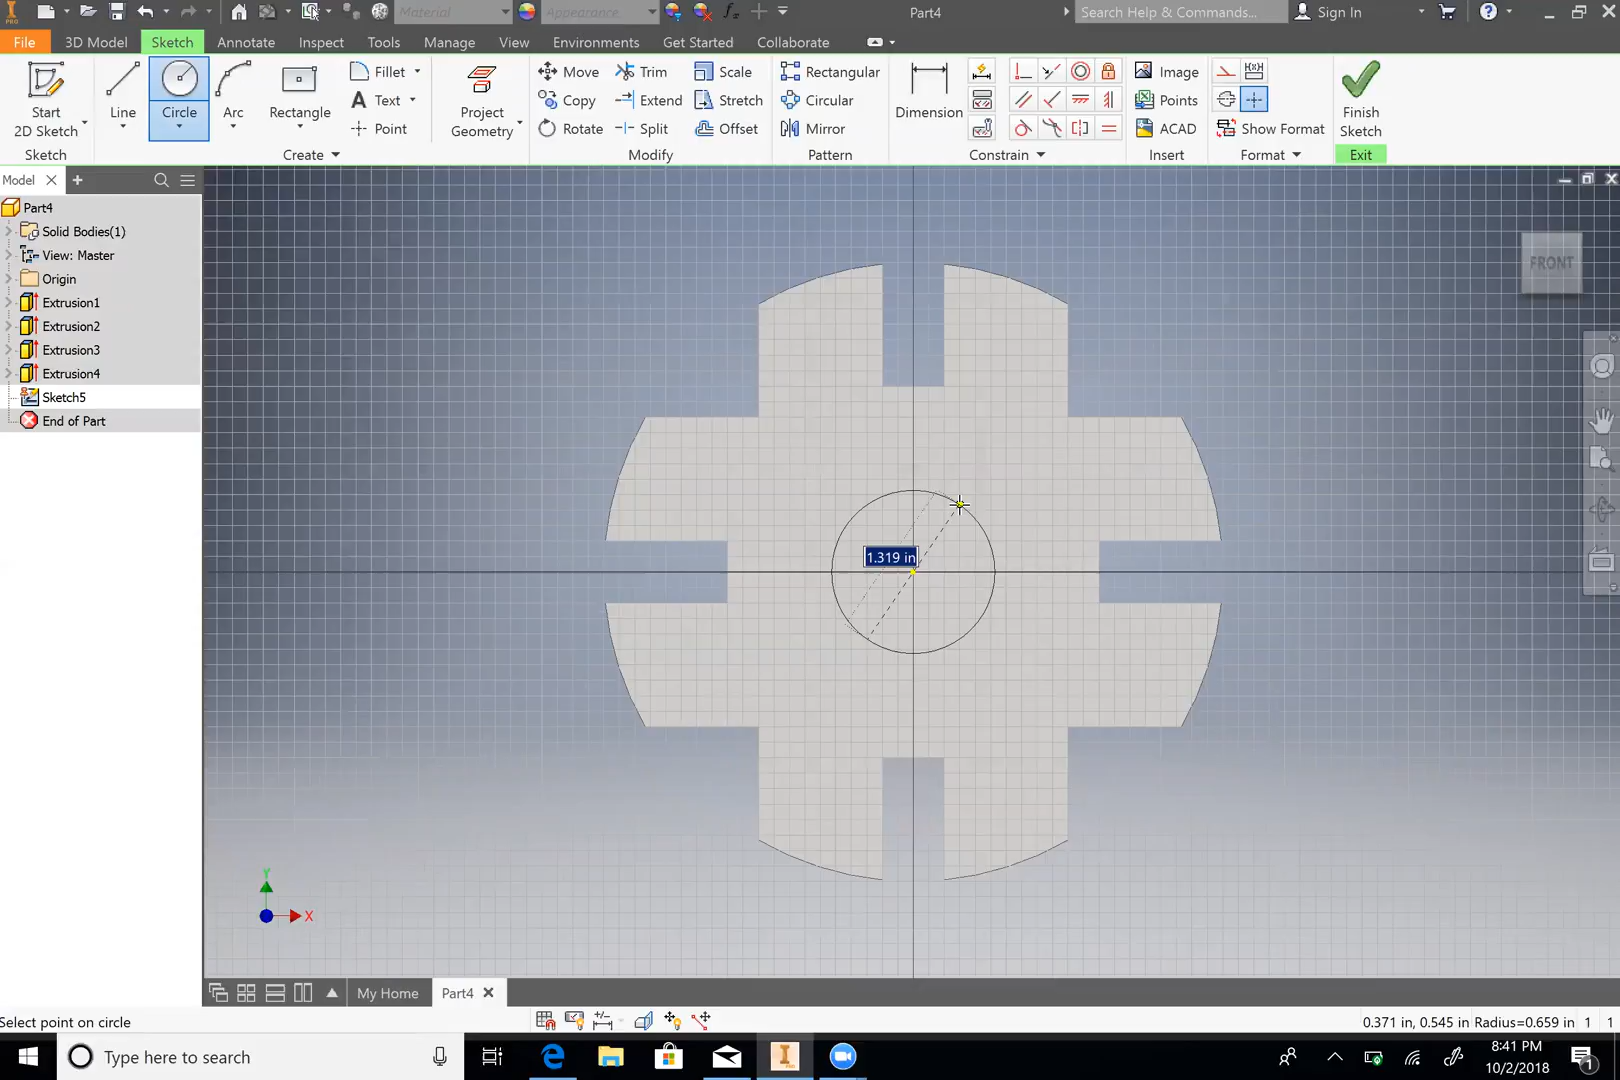 Material
Appearance
Part4
Search Help & Commands...
Sign In
File
3D Model
Sketch
Annotate
Inspect
Tools
Manage
View
Environments
Get Started
Collaborate
Start
2D Sketch
Line
Circle
Arc
Rectangle
Fillet
Text
Point
Project
Geometry
Move
Copy
Rotate
Trim
Extend
Split
Scale
Stretch
Offset
Rectangular
Circular
Mirror
Dimension
Image
Points
ACAD
Show Format
Finish
Sketch
Sketch
Create
Modify
Pattern
Constrain
Insert
Format
Exit
Model
Part4
Solid Bodies(1)
View: Master
Origin
Extrusion1
Extrusion2
Extrusion3
Extrusion4
Sketch5
End of Part
FRONT
1.319 in
Y
X
My Home
Part4
Select point on circle
0.371 in, 0.545 in Radius=0.659 in 1 1
Type here to search
8:41 PM
10/2/2018
1